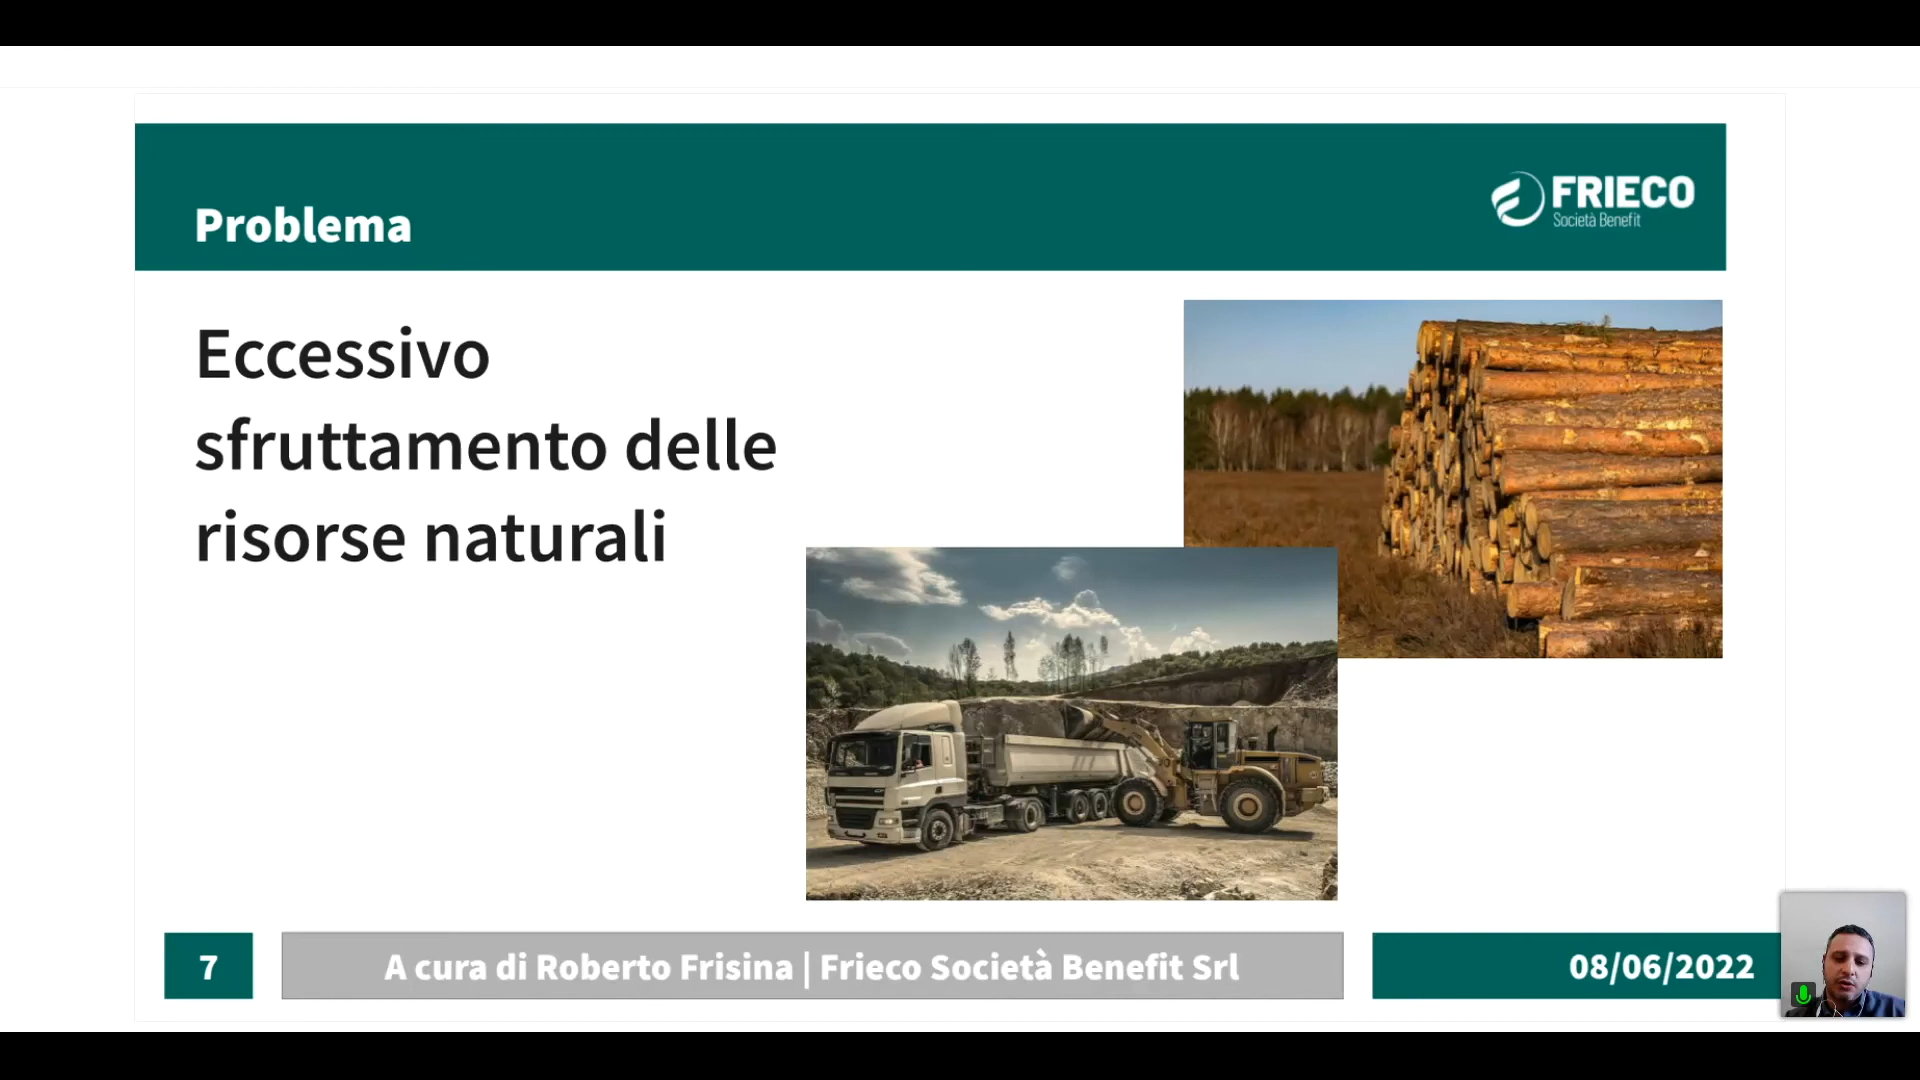 Problema
FRIECO
Società Benefit
Eccessivo
sfruttamento delle
risorse naturali
7
A cura di Roberto Frisina | Frieco Società Benefit Srl
08/06/2022